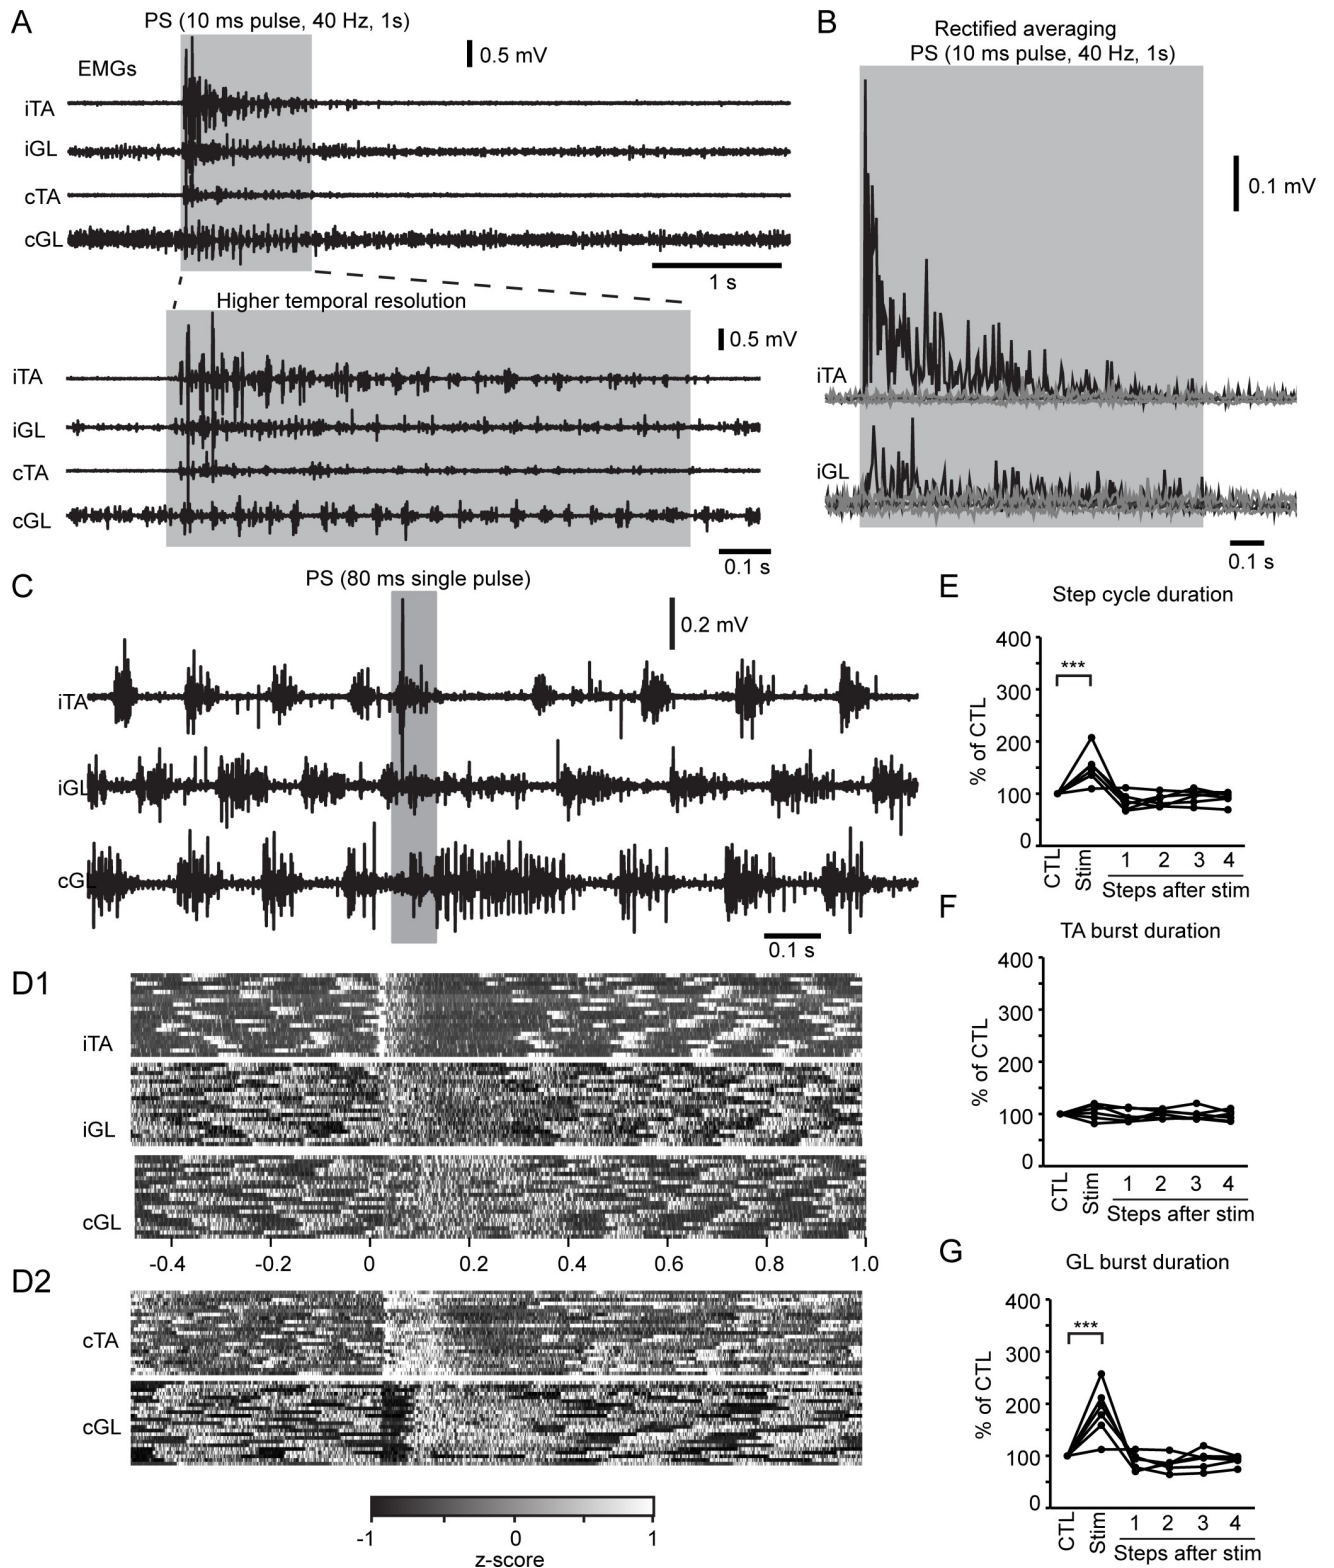 A
PS (10 ms pulse, 40 Hz, 1s)
0.5 mV
EMGs
iTA
iGL
cTA
cGL
1 s
Higher temporal resolution
0.5 mV
iTA
iGL
cTA
cGL
0.1 s
B
Rectified averaging
PS (10 ms pulse, 40 Hz, 1s)
0.1 mV
iTA
iGL
0.1 s
C
PS (80 ms single pulse)
0.2 mV
iTA
iGL
cGL
0.1 s
D1
iTA
iGL
cGL
-0.4 -0.2 0 0.2 0.4 0.6 0.8 1.0
D2
cTA
cGL
-1 0 1
z-score
E
Step cycle duration
% of CTL
400
300
200
100
0
***
CTL Stim 1 2 3 4
Steps after stim
F
TA burst duration
% of CTL
400
300
200
100
0
CTL Stim 1 2 3 4
Steps after stim
G
GL burst duration
% of CTL
400
300
200
100
0
***
CTL Stim 1 2 3 4
Steps after stim